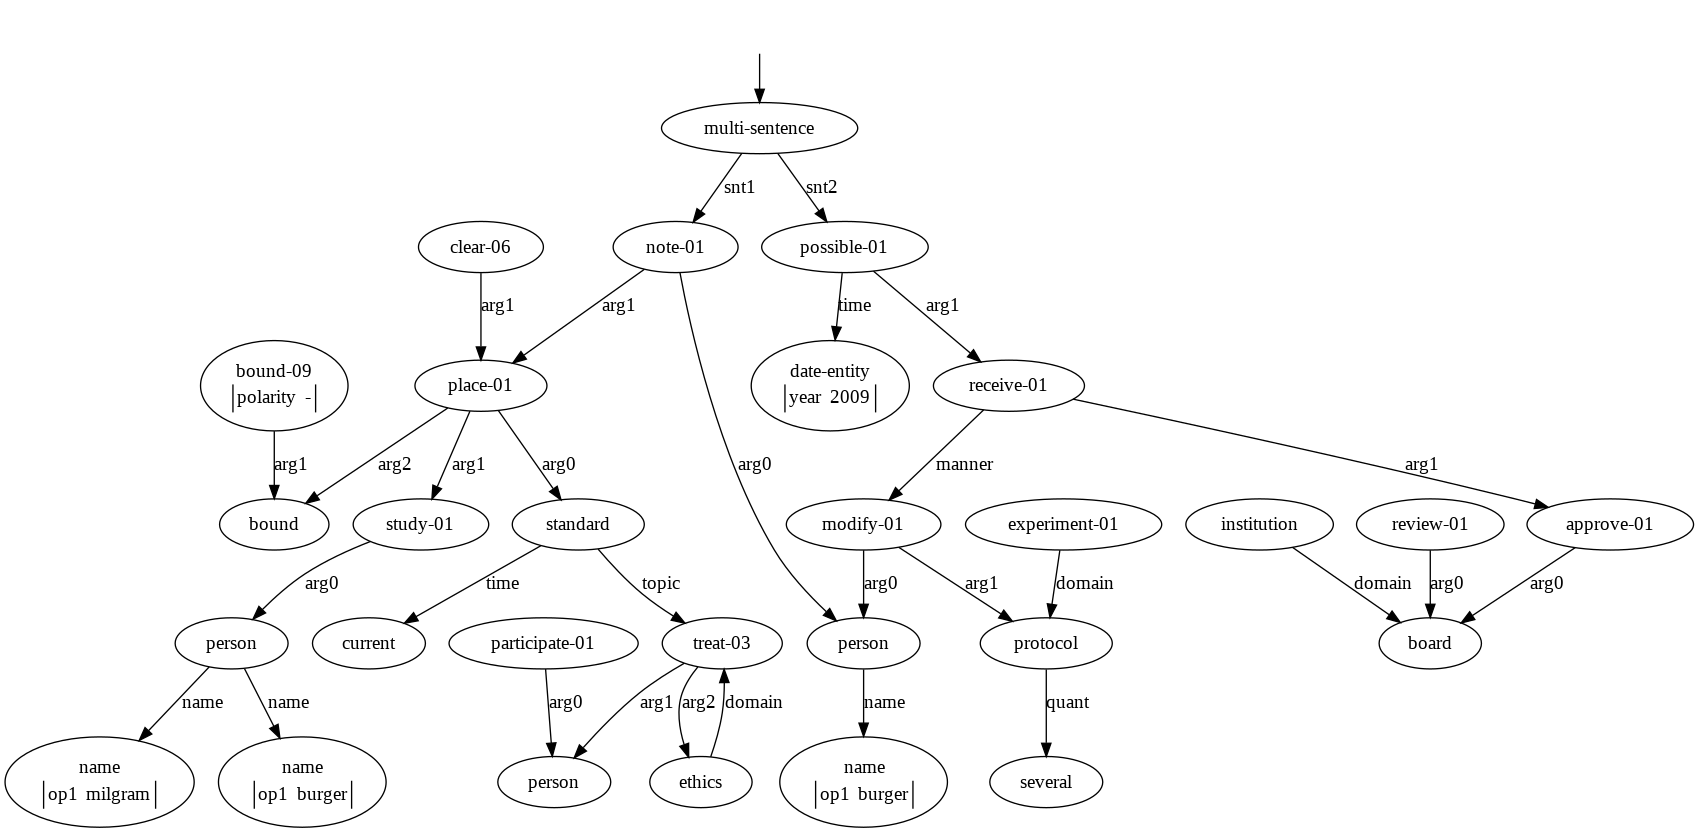 multi-sentence
snt1 snt2
clear-06 note-01 possible-01
arg1 arg1 time arg1
bound-09
polarity -
place-01
date-entity
year 2009
receive-01
arg1 arg2 arg1 arg0 arg0 manner arg1
bound study-01 standard modify-01 experiment-01 institution review-01 approve-01
arg0 time topic arg0 arg1 domain domain arg0 arg0
person current participate-01 treat-03 person protocol board
name name arg0 arg1 arg2 domain name quant
name
op1 milgram
name
op1 burger
person ethics
name
op1 burger
several